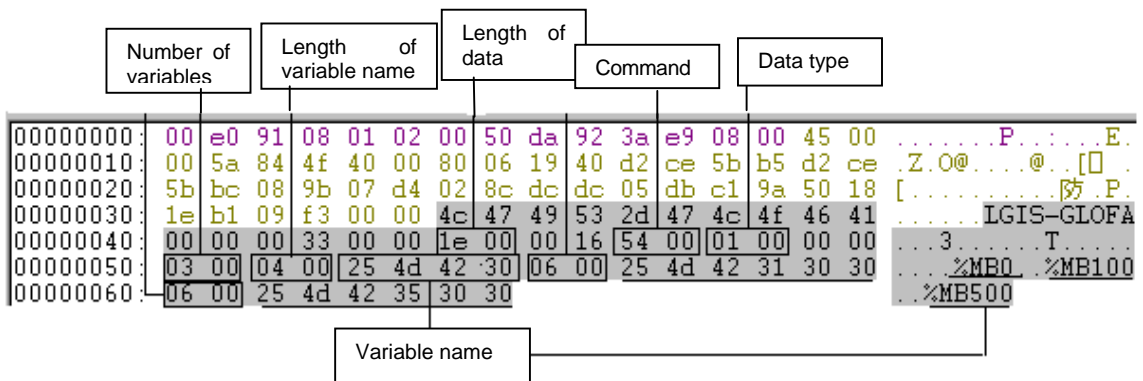 Number of variables
Length of variable name
Length of data
Command
Data type
00000000: 00 e0 91 08 01 02 00 50 da 92 3a e9 08 00 45 00 .......P..:...E.
00000010: 00 5a 84 4f 40 00 80 06 19 40 d2 ce 5b b5 d2 ce .Z.O@....@..[.
00000020: 5b bc 08 9b 07 d4 02 8c dc dc 05 db c1 9a 50 18 [............防.P.
00000030: 1e b1 09 f3 00 00 4c 47 49 53 2d 47 4c 4f 46 41 ......LGIS-GLOFA
00000040: 00 00 00 33 00 00 1e 00 00 16 54 00 01 00 00 00 ...3......T.....
00000050: 03 00 04 00 25 4d 42 30 06 00 25 4d 42 31 30 30 ....%MB0..%MB100
00000060: 06 00 25 4d 42 35 30 30 ..%MB500
Variable name